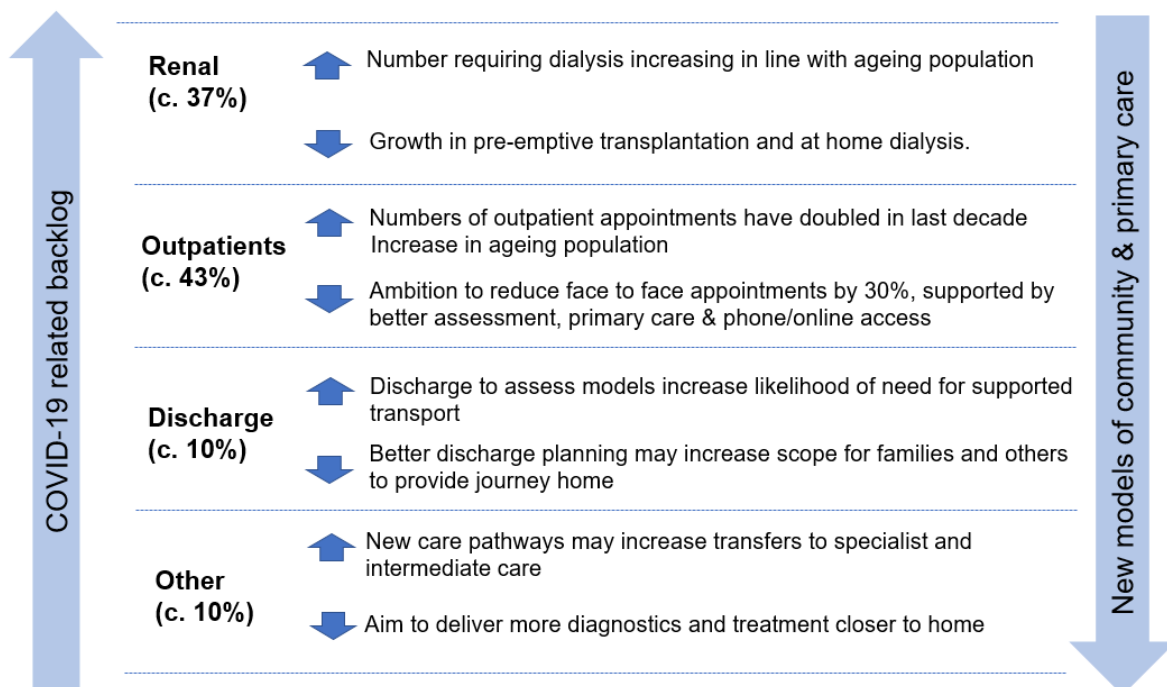 COVID-19 related backlog
Renal
(c. 37%)
Number requiring dialysis increasing in line with ageing population
Growth in pre-emptive transplantation and at home dialysis.
Outpatients
(c. 43%)
Numbers of outpatient appointments have doubled in last decade
Increase in ageing population
Ambition to reduce face to face appointments by 30%, supported by
better assessment, primary care & phone/online access
Discharge
(c. 10%)
Discharge to assess models increase likelihood of need for supported
transport
Better discharge planning may increase scope for families and others
to provide journey home
Other
(c. 10%)
New care pathways may increase transfers to specialist and
intermediate care
Aim to deliver more diagnostics and treatment closer to home
New models of community & primary care